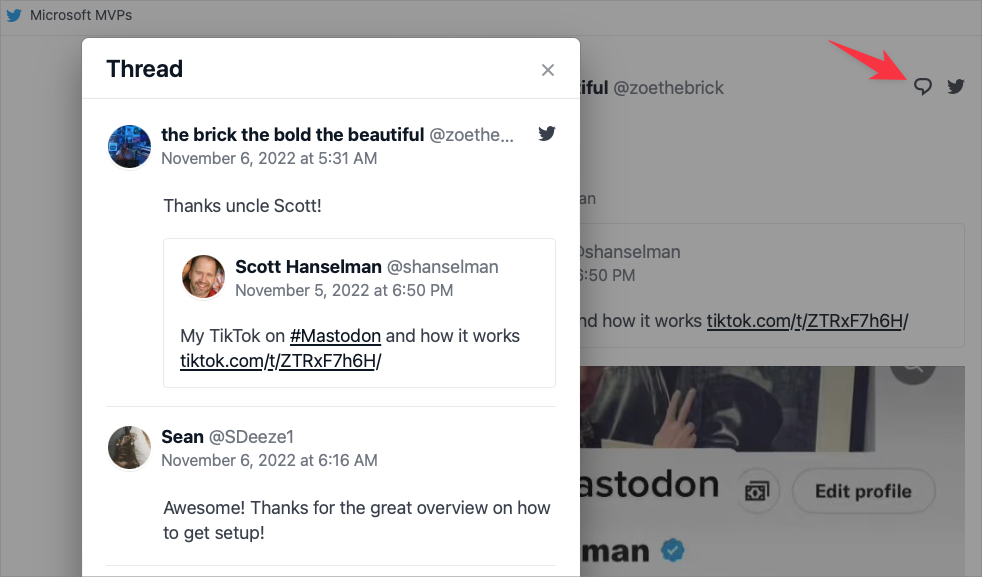 Microsoft MVPs
Thread
the brick the bold the beautiful @zoethe...
November 6, 2022 at 5:31 AM
Thanks uncle Scott!
Scott Hanselman @shanselman
November 5, 2022 at 6:50 PM
My TikTok on #Mastodon and how it works
tiktok.com/t/ZTRxF7h6H/
Sean @SDeeze1
November 6, 2022 at 6:16 AM
Awesome! Thanks for the great overview on how
to get setup!
iful @zoethebrick
an
@shanselman
6:50 PM
nd how it works tiktok.com/t/ZTRxF7h6H/
astodon
Edit profile
man